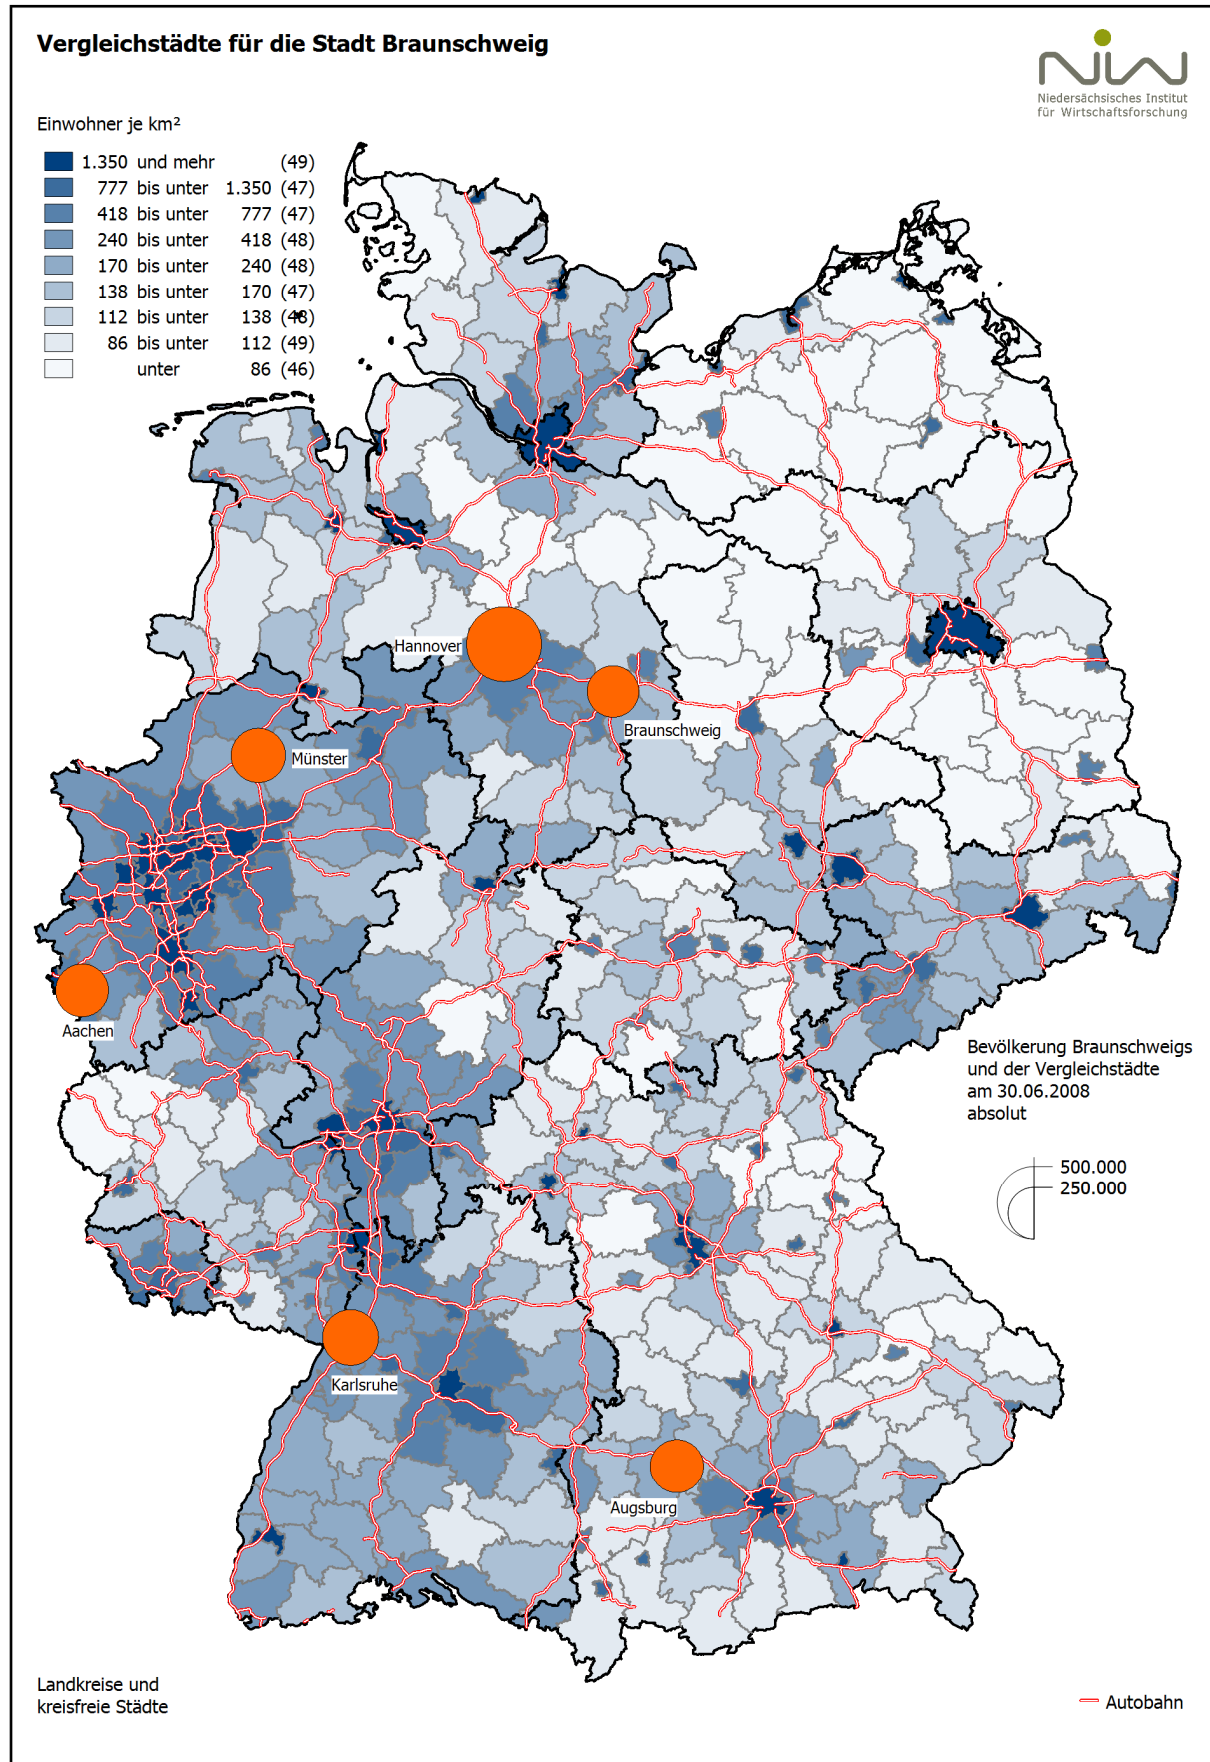 Vergleichstädte für die Stadt Braunschweig
NIW
Niedersächsisches Institut
für Wirtschaftsforschung
Einwohner je km²
1.350 und mehr (49)
777 bis unter 1.350 (47)
418 bis unter 777 (47)
240 bis unter 418 (48)
170 bis unter 240 (48)
138 bis unter 170 (47)
112 bis unter 138 (48)
86 bis unter 112 (49)
unter 86 (46)
Hannover
Braunschweig
Münster
Aachen
Bevölkerung Braunschweigs
und der Vergleichstädte
am 30.06.2008
absolut
500.000
250.000
Karlsruhe
Augsburg
Landkreise und
kreisfreie Städte
Autobahn